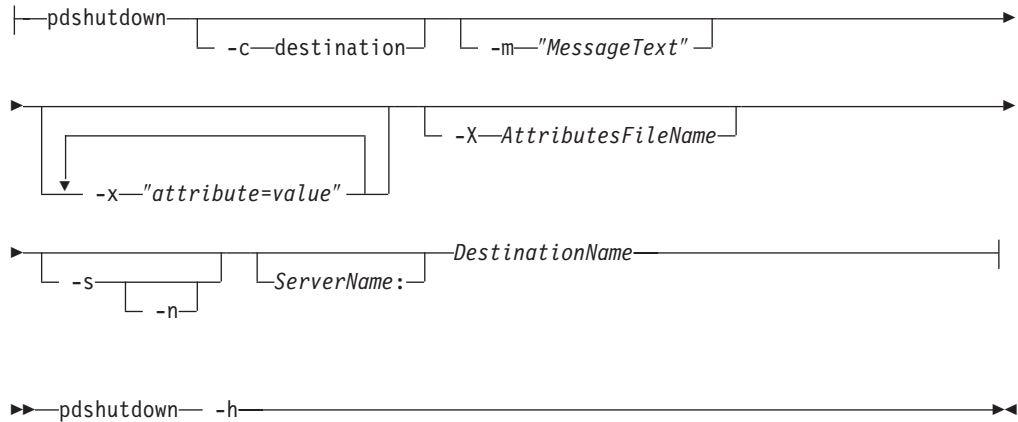 pdshutdown
-c destination
-m "MessageText"
-x "attribute=value"
-X AttributesFileName
-s
-n
ServerName:
DestinationName
pdshutdown -h